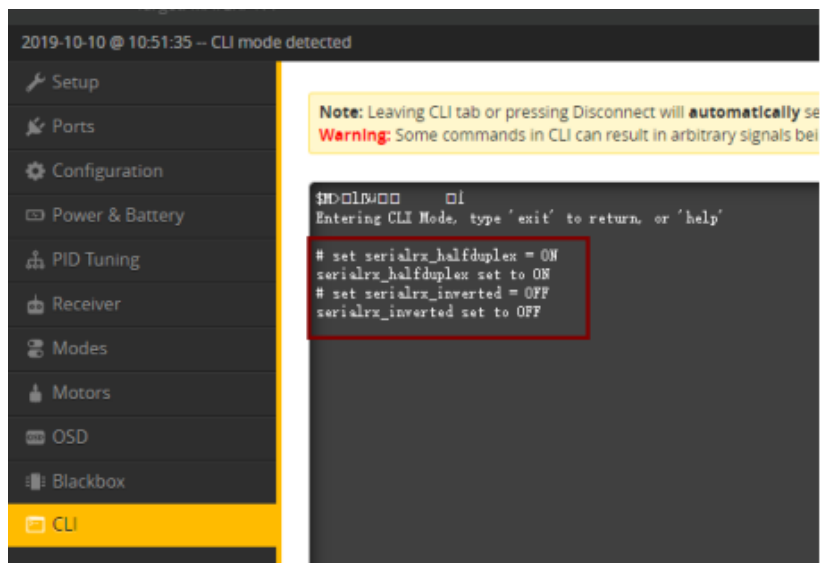 2019-10-10 @ 10:51:35 -- CLI mode detected
Setup
Ports
Configuration
Power & Battery
PID Tuning
Receiver
Modes
Motors
OSD
Blackbox
CLI
Note: Leaving CLI tab or pressing Disconnect will automatically se
Warning: Some commands in CLI can result in arbitrary signals bei
Entering CLI Mode, type 'exit' to return, or 'help'
# set serialrx_halfduplex = ON
serialrx_halfduplex set to ON
# set serialrx_inverted = OFF
serialrx_inverted set to OFF